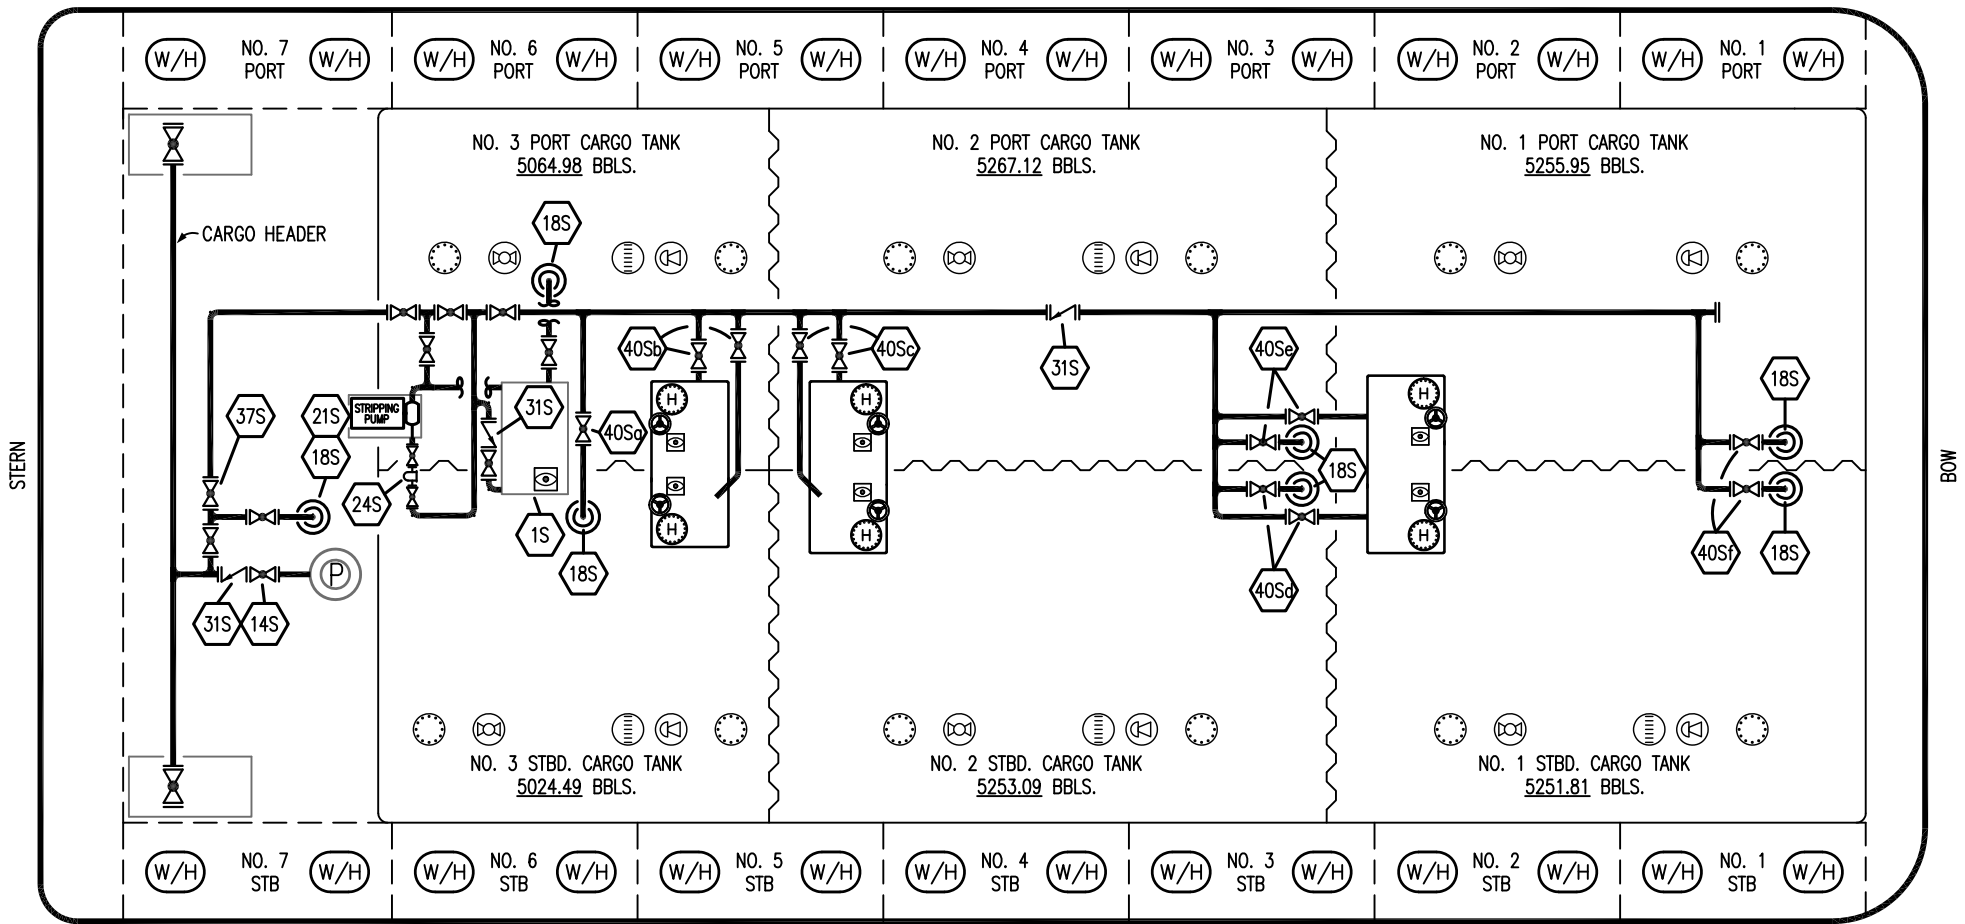 W/H
NO. 7
PORT
W/H
W/H
NO. 6
PORT
W/H
W/H
NO. 5
PORT
W/H
W/H
NO. 4
PORT
W/H
W/H
NO. 3
PORT
W/H
W/H
NO. 2
PORT
W/H
W/H
NO. 1
PORT
W/H
NO. 3 PORT CARGO TANK
5064.98 BBLS.
NO. 2 PORT CARGO TANK
5267.12 BBLS.
NO. 1 PORT CARGO TANK
5255.95 BBLS.
CARGO HEADER
18S
40Sb
40Sc
31S
40Se
18S
37S
21S
18S
STRIPPING
PUMP
31S
40Sa
H
H
H
18S
24S
1S
18S
H
H
H
40Sd
40Sf
18S
P
31S
14S
STERN
BOW
NO. 3 STBD. CARGO TANK
5024.49 BBLS.
NO. 2 STBD. CARGO TANK
5253.09 BBLS.
NO. 1 STBD. CARGO TANK
5251.81 BBLS.
W/H
NO. 7
STB
W/H
W/H
NO. 6
STB
W/H
W/H
NO. 5
STB
W/H
W/H
NO. 4
STB
W/H
W/H
NO. 3
STB
W/H
W/H
NO. 2
STB
W/H
W/H
NO. 1
STB
W/H